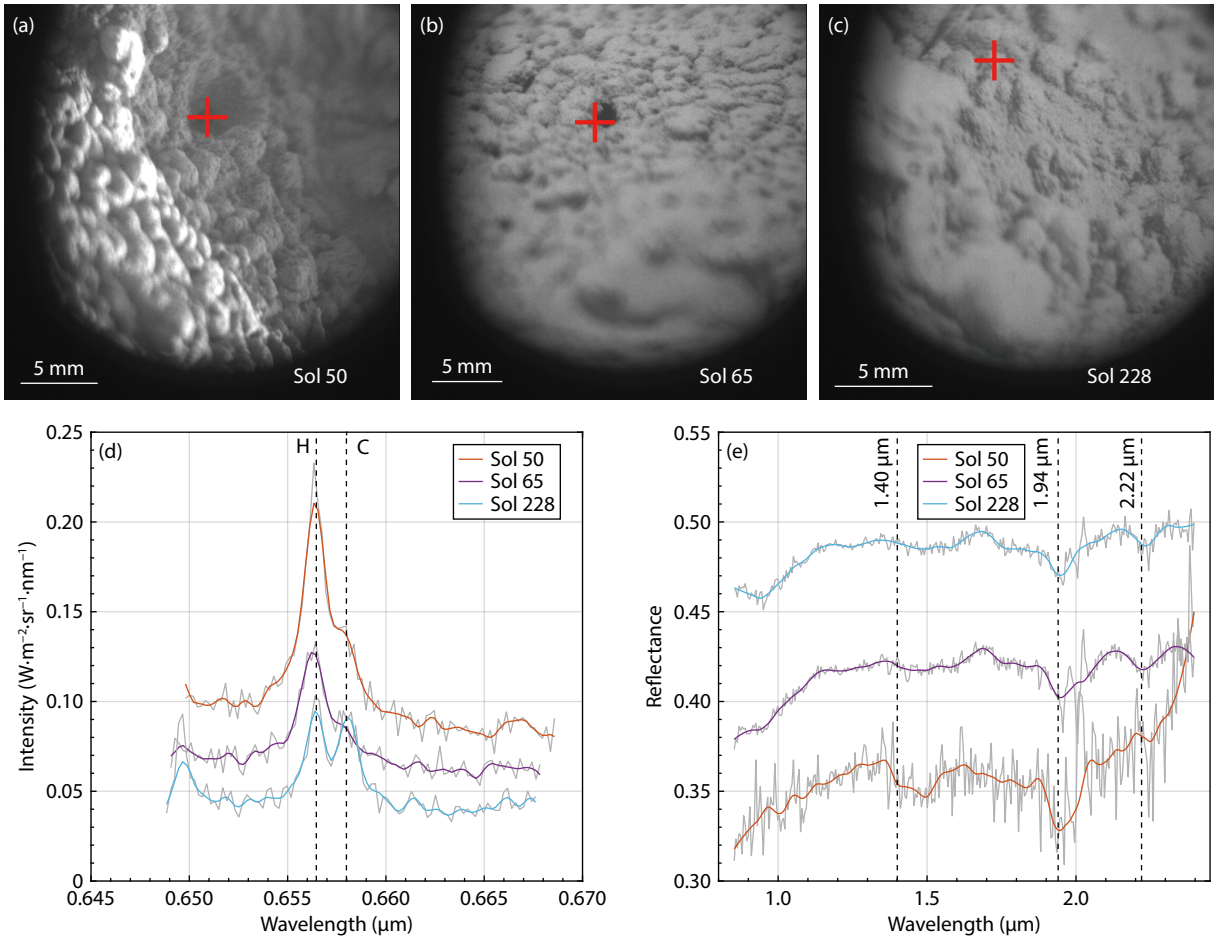 (a)
5 mm
Sol 50
(b)
5 mm
Sol 65
(c)
5 mm
Sol 228
(d)
H
C
Sol 50
Sol 65
Sol 228
0.25
0.20
0.15
0.10
0.05
0
Intensity (W·m⁻²·sr⁻¹·nm⁻¹)
0.645
0.650
0.655
0.660
0.665
0.670
Wavelength (μm)
(e)
1.40 μm
1.94 μm
2.22 μm
Sol 50
Sol 65
Sol 228
0.55
0.50
0.45
0.40
0.35
0.30
Reflectance
1.0
1.5
2.0
Wavelength (μm)